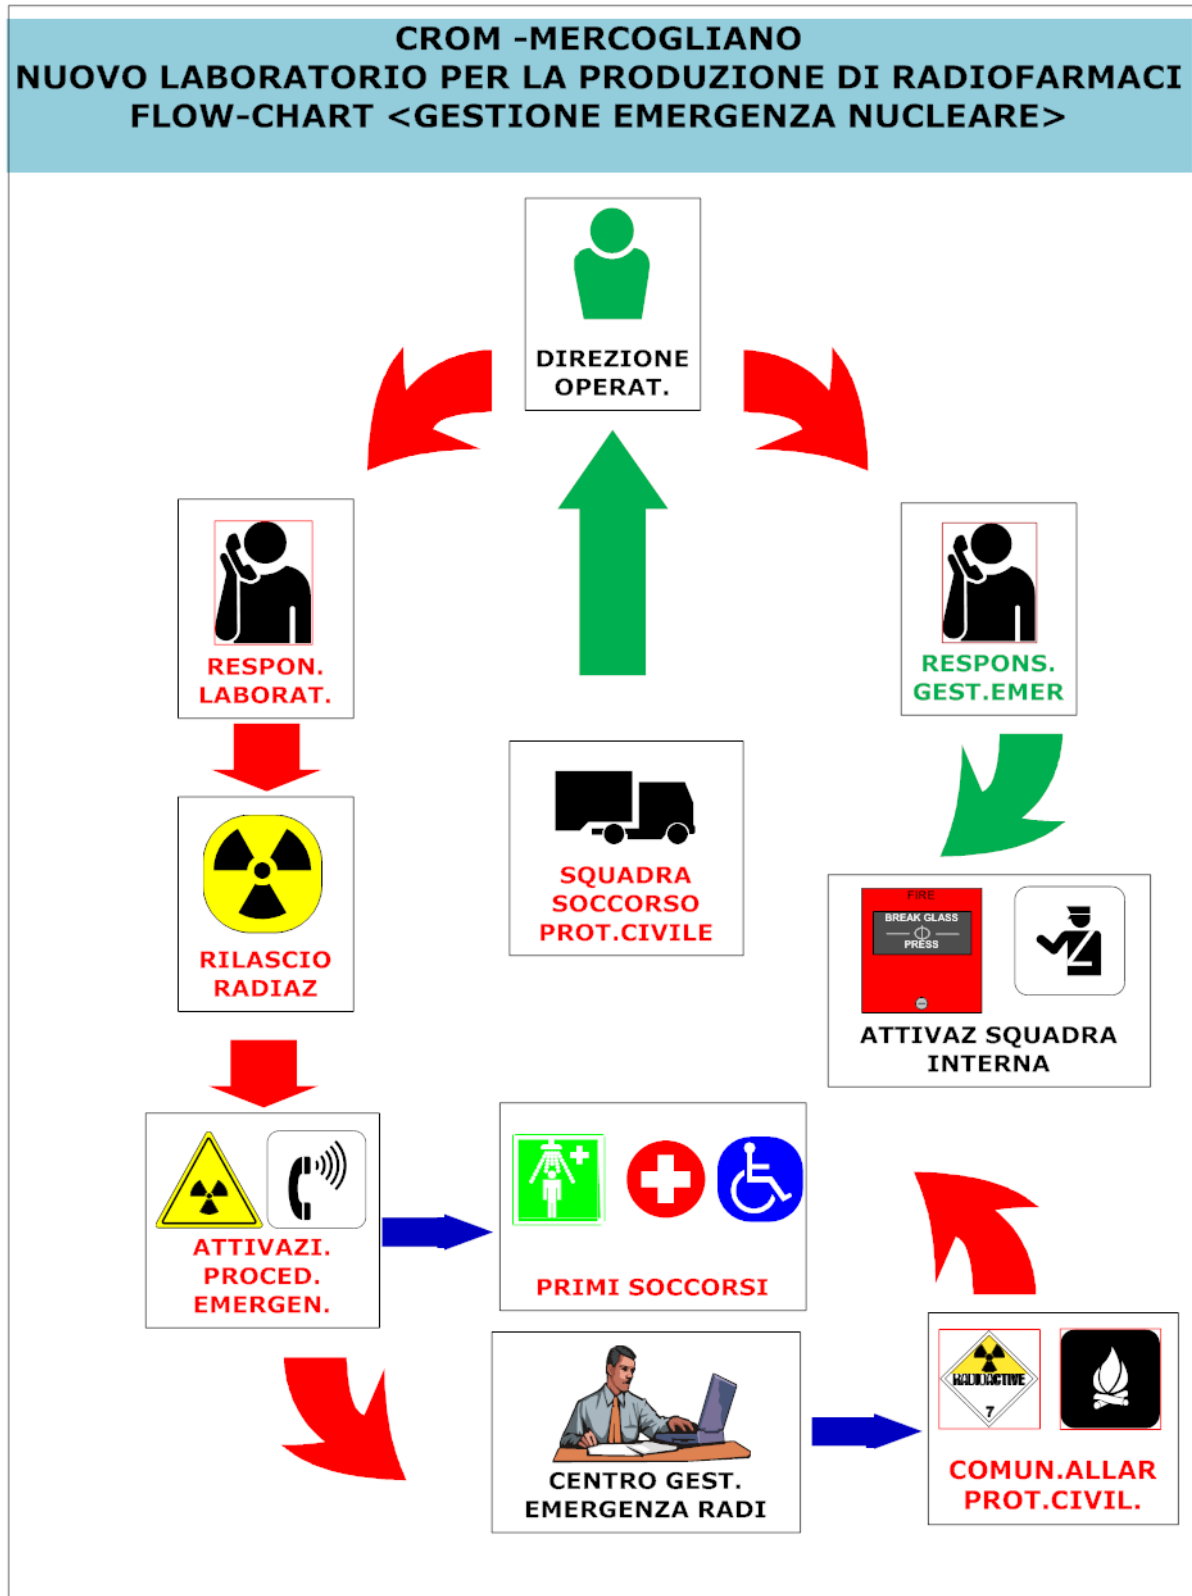 CROM -MERCOGLIANO
NUOVO LABORATORIO PER LA PRODUZIONE DI RADIOFARMACI
FLOW-CHART <GESTIONE EMERGENZA NUCLEARE>
DIREZIONE
OPERAT.
RESPON.
LABORAT.
RESPONS.
GEST.EMER
SQUADRA
SOCCORSO
PROT.CIVILE
RILASCIO
RADIAZ
FIRE
BREAK GLASS
PRESS
ATTIVAZ SQUADRA
INTERNA
ATTIVAZI.
PROCED.
EMERGEN.
PRIMI SOCCORSI
CENTRO GEST.
EMERGENZA RADI
RADIOACTIVE
7
COMUN.ALLAR
PROT.CIVIL.